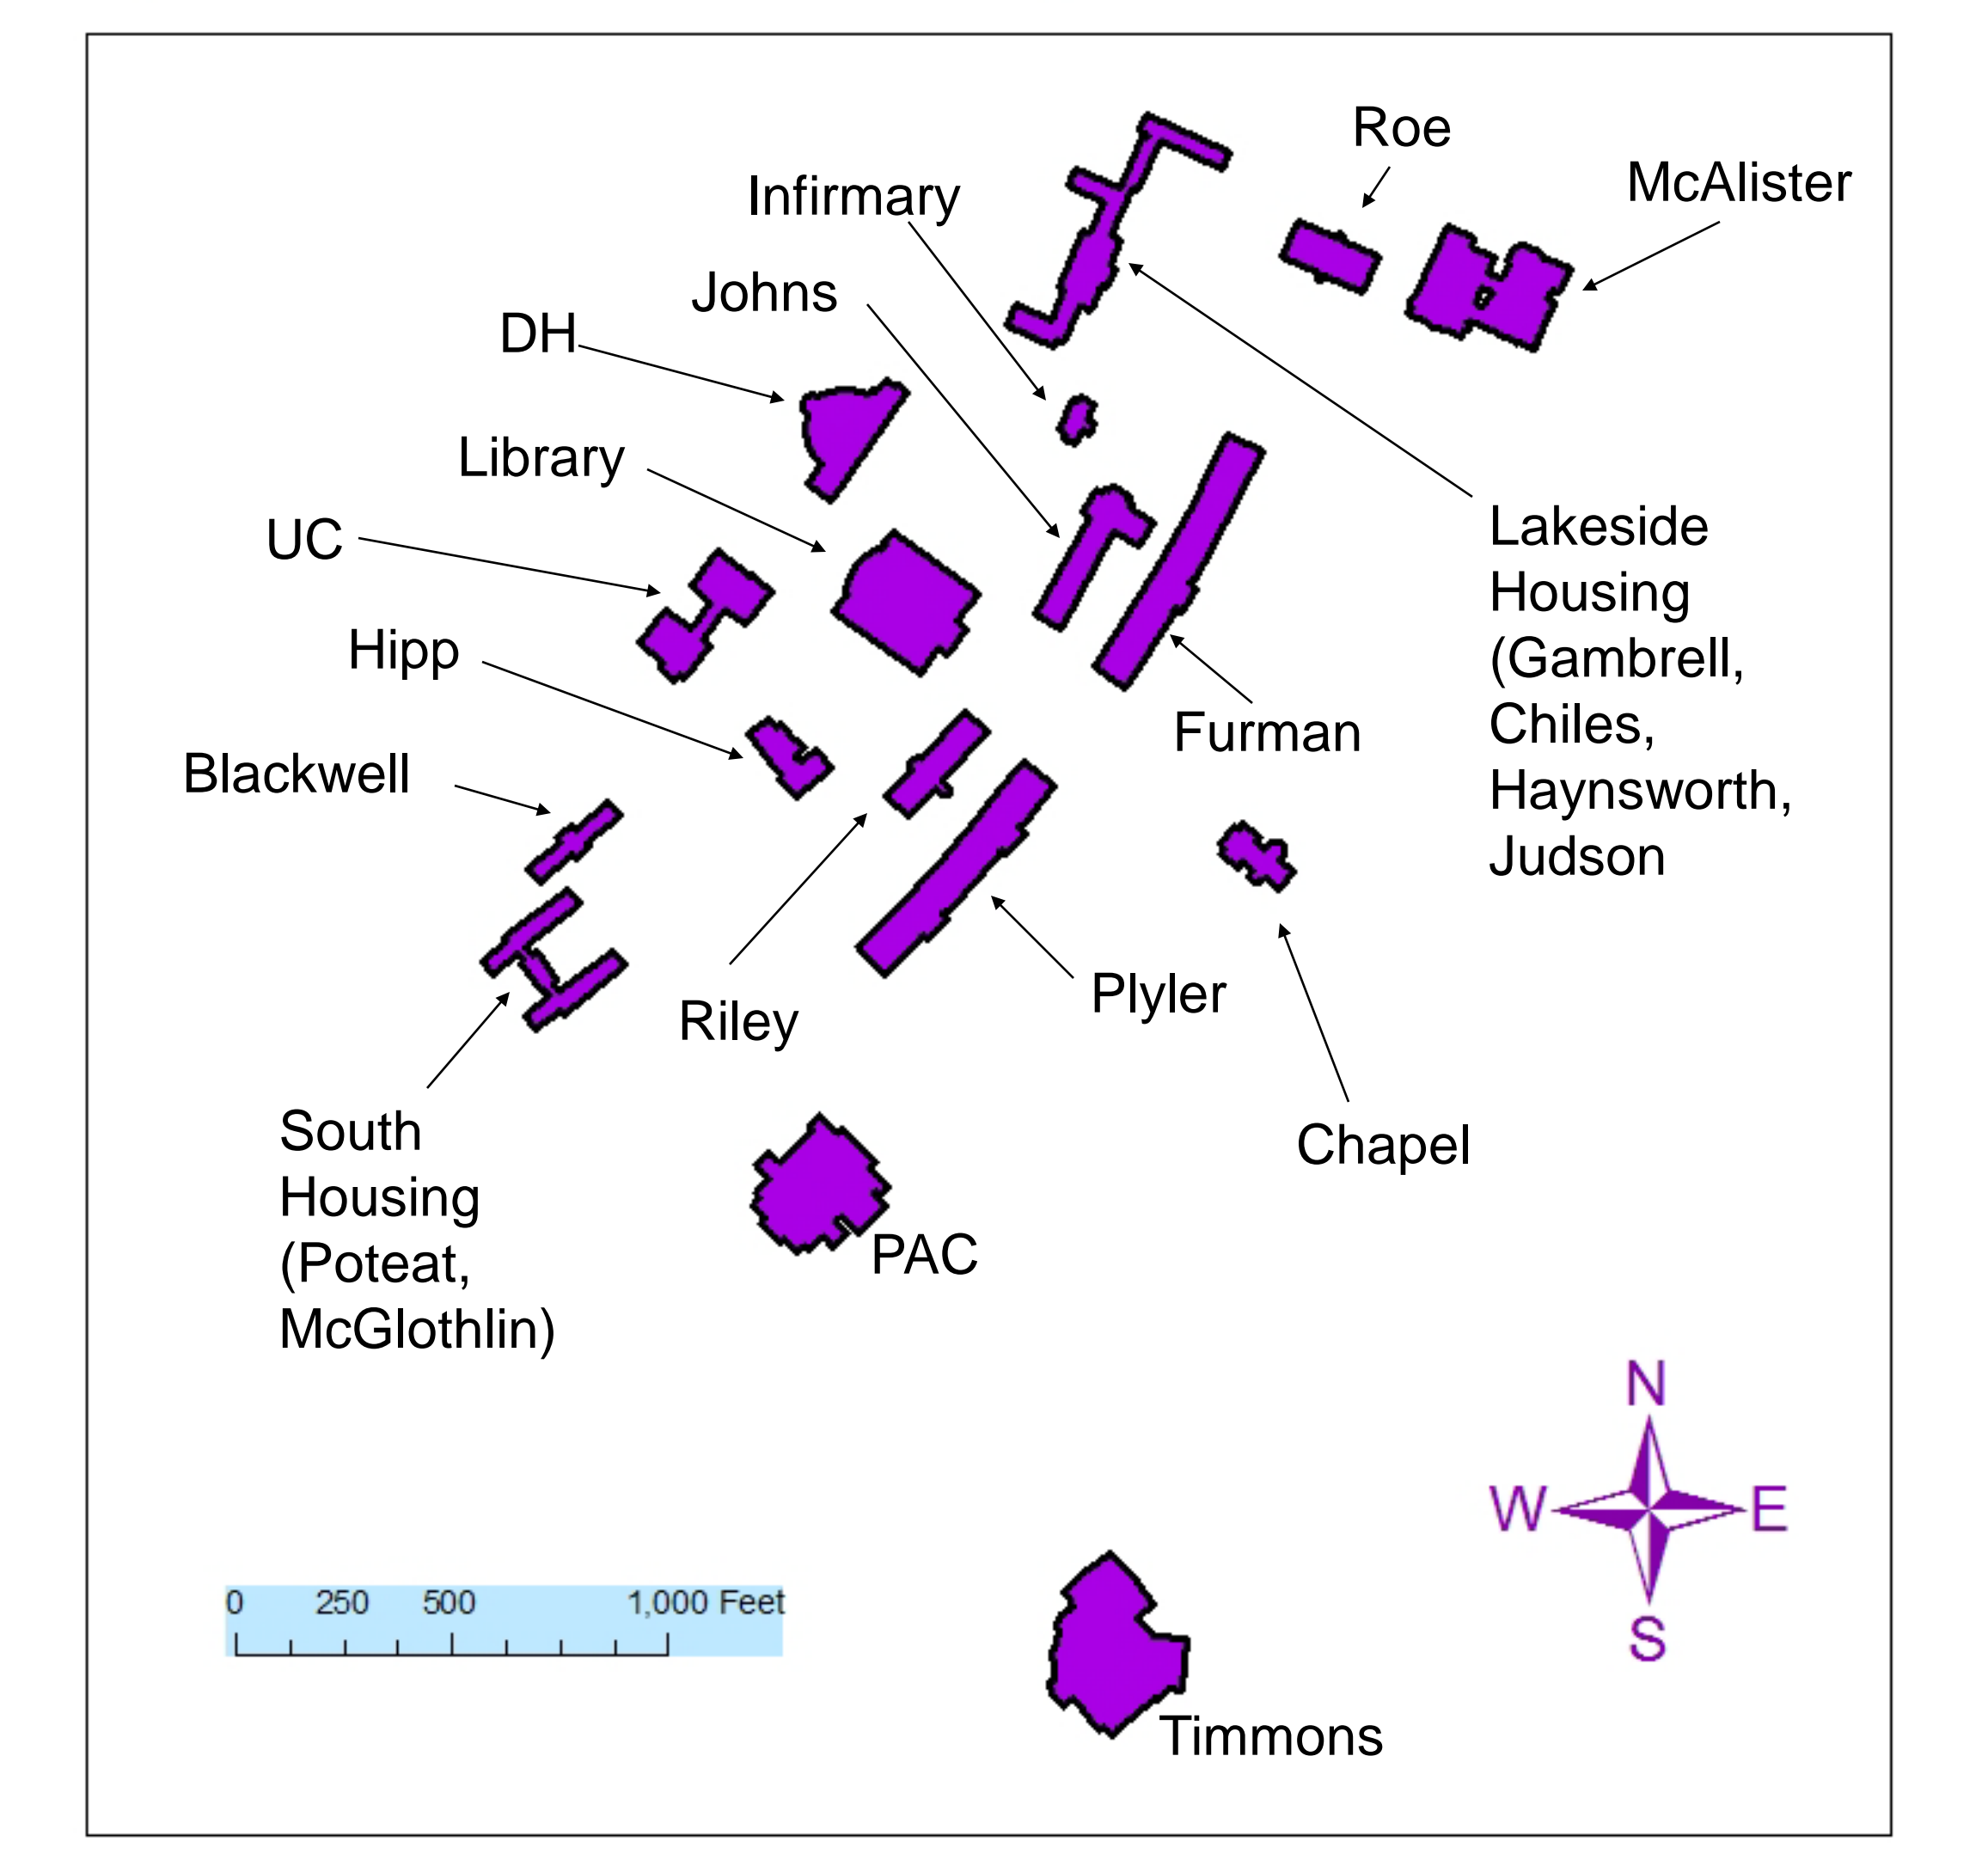 Roe
McAlister
Infirmary
Johns
DH
Library
UC
Lakeside
Housing
(Gambrell,
Chiles,
Haynsworth,
Judson
Hipp
Furman
Blackwell
Plyler
Riley
South
Housing
(Poteat,
McGlothlin)
Chapel
PAC
N
W E
S
0 250 500 1,000 Feet
Timmons